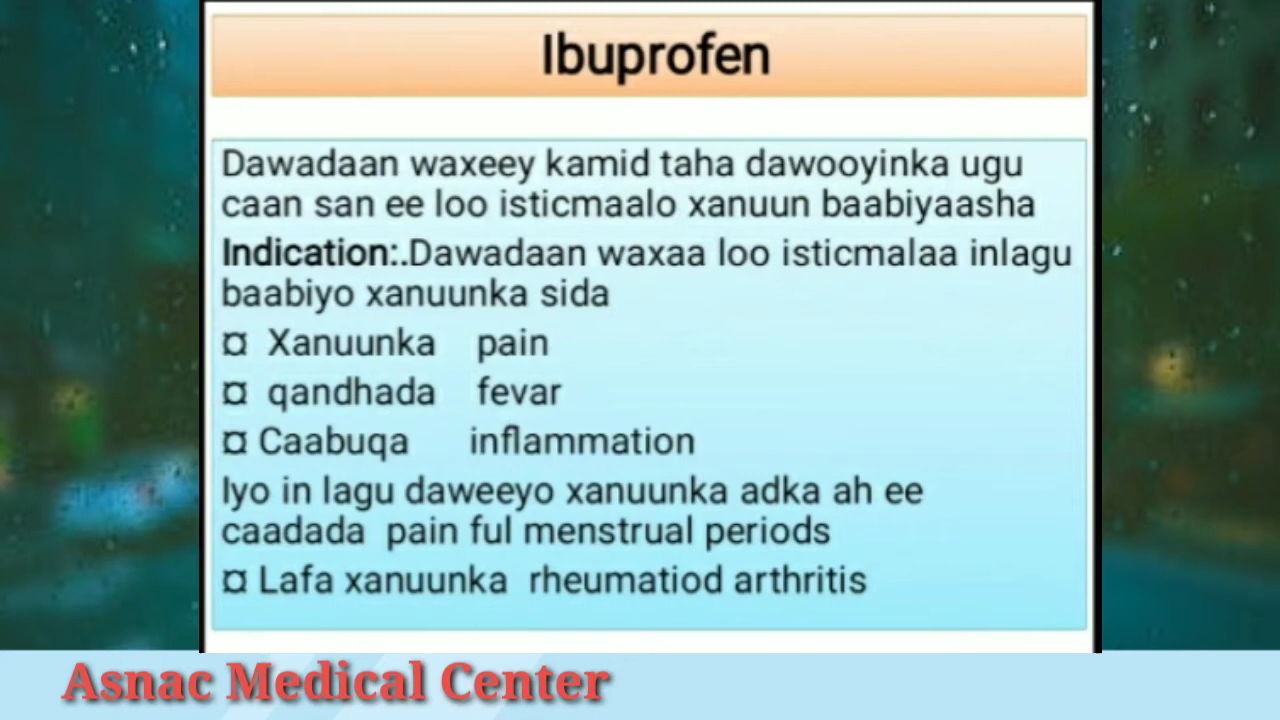 Ibuprofen
Dawadaan waxeey kamid taha dawooyinka ugu
caan san ee loo isticmaalo xanuun baabiyaasha
Indication:.Dawadaan waxaa loo isticmalaa inlagu
baabiyo xanuunka sida
¤ Xanuunka pain
¤ qandhada fevar
¤ Caabuqa inflammation
Iyo in lagu daweeyo xanuunka adka ah ee
caadada pain ful menstrual periods
¤ Lafa xanuunka rheumatiod arthritis
Asnac Medical Center